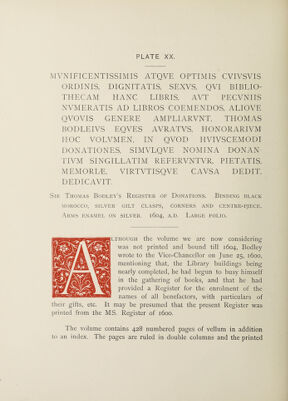 PLATE XX.
MVNIFICENTISSIMIS ATQVE OPTIMIS CVIVSVIS
ORDINIS, DIGNITATIS, SEXVS, QVI BIBLIO-
THECAM HANC LIBRIS, AVT PECVNIIS
NVMERATIS AD LIBROS COEMENDOS, ALIOVE
QVOVIS GENERE AMPLIARVNT, THOMAS
BODLEIVS EQVES AVRATVS, HONORARIVM
HOC VOLVMEN, IN QVOD HVIVSCEMODI
DONATIONES, SIMVLQVE NOMINA DONAN-
TIVM SINGILLATIM REFERVNTVR, PIETATIS,
MEMORIÆ, VIRTVTISQVE CAVSA DEDIT,
DEDICAVIT.
Sir Thomas Bodley's Register of Donations. Binding black
morocco, silver gilt clasps, corners and centre-piece.
Arms enamel on silver. 1604, A.D. Large folio.
ALTHOUGH the volume we are now considering
was not printed and bound till 1604, Bodley
wrote to the Vice-Chancellor on June 25, 1600,
mentioning that, the Library buildings being
nearly completed, he had begun to busy himself
in the gathering of books, and that he had
provided a Register for the enrolment of the
names of all benefactors, with particulars of
their gifts, etc. It may be presumed that the present Register was
printed from the MS. Register of 1600.
The volume contains 428 numbered pages of vellum in addition
to an index. The pages are ruled in double columns and the printed